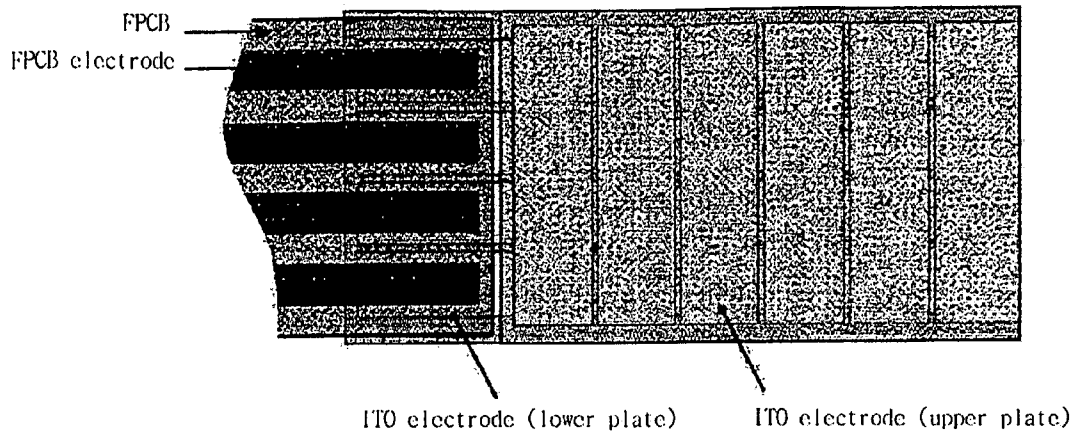 FPCB
FPCB electrode
ITO electrode (lower plate)
ITO electrode (upper plate)